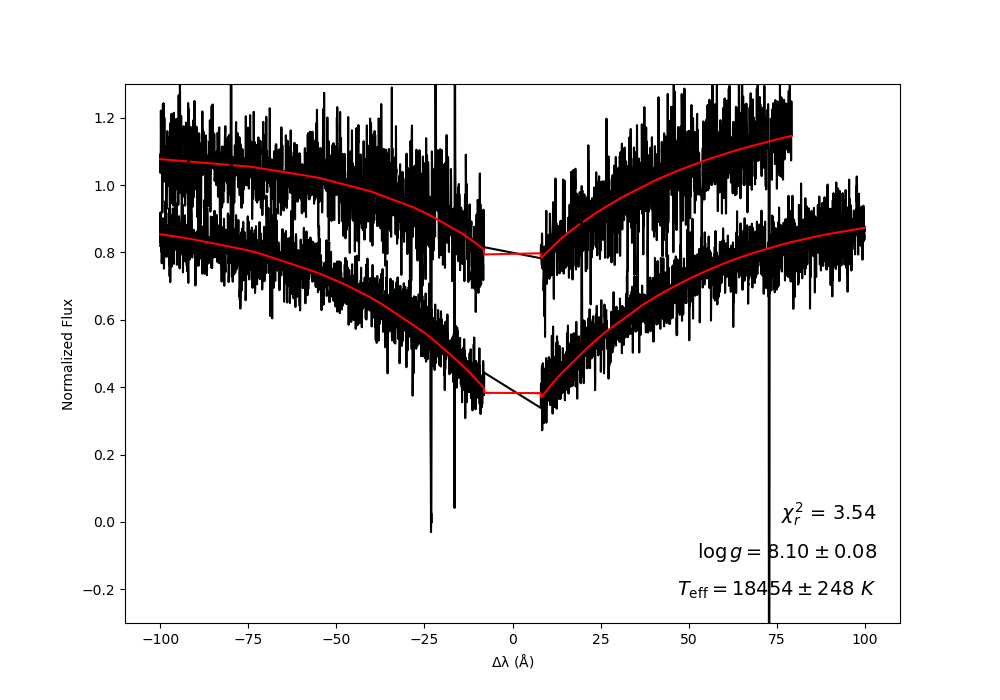 1.2
1.0
0.8
0.6
0.4
0.2
0.0
−0.2
Normalized Flux
χ²ᵣ = 3.54
log g = 8.10 ± 0.08
T_eff = 18454 ± 248 K
−100 −75 −50 −25 0 25 50 75 100
Δλ (Å)